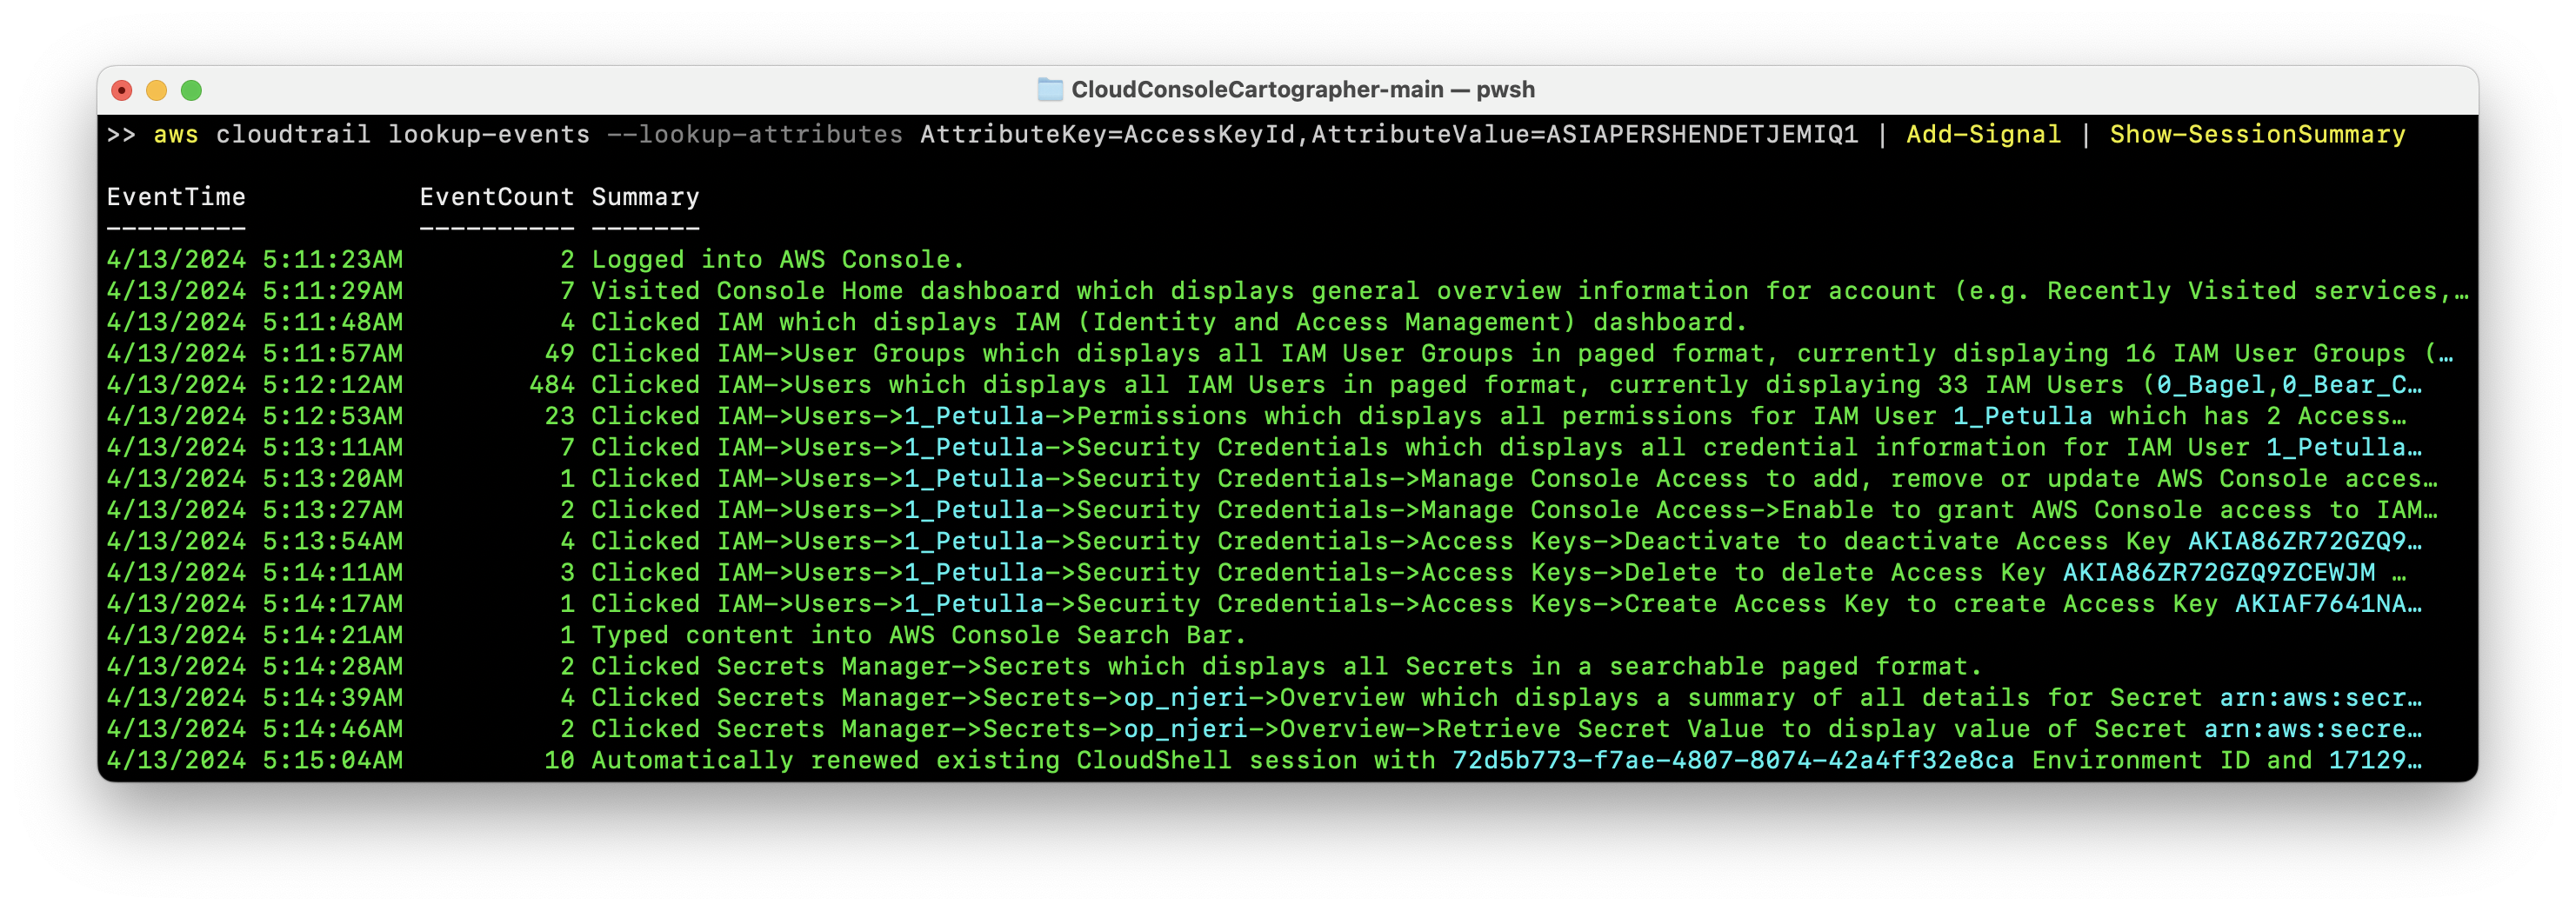 CloudConsoleCartographer-main — pwsh
>> aws cloudtrail lookup-events --lookup-attributes AttributeKey=AccessKeyId,AttributeValue=ASIAPERSHENDETJEMIQ1 | Add-Signal | Show-SessionSummary
EventTime EventCount Summary
--------- ---------- -------
4/13/2024 5:11:23AM 2 Logged into AWS Console.
4/13/2024 5:11:29AM 7 Visited Console Home dashboard which displays general overview information for account (e.g. Recently Visited services,…
4/13/2024 5:11:48AM 4 Clicked IAM which displays IAM (Identity and Access Management) dashboard.
4/13/2024 5:11:57AM 49 Clicked IAM->User Groups which displays all IAM User Groups in paged format, currently displaying 16 IAM User Groups (…
4/13/2024 5:12:12AM 484 Clicked IAM->Users which displays all IAM Users in paged format, currently displaying 33 IAM Users (0_Bagel,0_Bear_C…
4/13/2024 5:12:53AM 23 Clicked IAM->Users->1_Petulla->Permissions which displays all permissions for IAM User 1_Petulla which has 2 Access…
4/13/2024 5:13:11AM 7 Clicked IAM->Users->1_Petulla->Security Credentials which displays all credential information for IAM User 1_Petulla…
4/13/2024 5:13:20AM 1 Clicked IAM->Users->1_Petulla->Security Credentials->Manage Console Access to add, remove or update AWS Console acces…
4/13/2024 5:13:27AM 2 Clicked IAM->Users->1_Petulla->Security Credentials->Manage Console Access->Enable to grant AWS Console access to IAM…
4/13/2024 5:13:54AM 4 Clicked IAM->Users->1_Petulla->Security Credentials->Access Keys->Deactivate to deactivate Access Key AKIA86ZR72GZQ9…
4/13/2024 5:14:11AM 3 Clicked IAM->Users->1_Petulla->Security Credentials->Access Keys->Delete to delete Access Key AKIA86ZR72GZQ9ZCEWJM …
4/13/2024 5:14:17AM 1 Clicked IAM->Users->1_Petulla->Security Credentials->Access Keys->Create Access Key to create Access Key AKIAF7641NA…
4/13/2024 5:14:21AM 1 Typed content into AWS Console Search Bar.
4/13/2024 5:14:28AM 2 Clicked Secrets Manager->Secrets which displays all Secrets in a searchable paged format.
4/13/2024 5:14:39AM 4 Clicked Secrets Manager->Secrets->op_njeri->Overview which displays a summary of all details for Secret arn:aws:secr…
4/13/2024 5:14:46AM 2 Clicked Secrets Manager->Secrets->op_njeri->Overview->Retrieve Secret Value to display value of Secret arn:aws:secre…
4/13/2024 5:15:04AM 10 Automatically renewed existing CloudShell session with 72d5b773-f7ae-4807-8074-42a4ff32e8ca Environment ID and 17129…